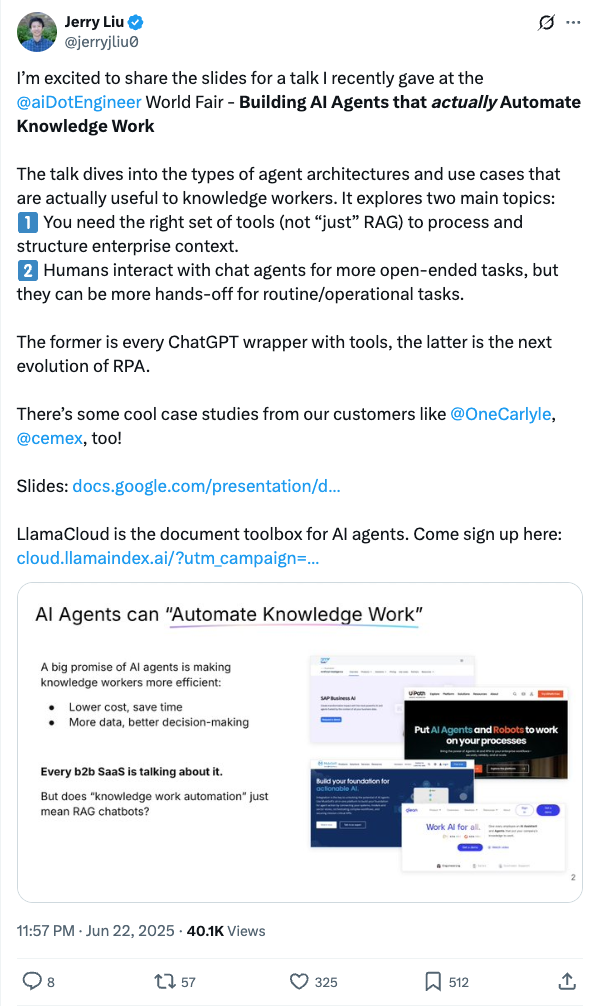 Jerry Liu
@jerryjliu0
I’m excited to share the slides for a talk I recently gave at the
@aiDotEngineer World Fair - Building AI Agents that actually Automate
Knowledge Work
The talk dives into the types of agent architectures and use cases that
are actually useful to knowledge workers. It explores two main topics:
1️⃣ You need the right set of tools (not “just” RAG) to process and
structure enterprise context.
2️⃣ Humans interact with chat agents for more open-ended tasks, but
they can be more hands-off for routine/operational tasks.
The former is every ChatGPT wrapper with tools, the latter is the next
evolution of RPA.
There’s some cool case studies from our customers like @OneCarlyle,
@cemex, too!
Slides: docs.google.com/presentation/d…
LlamaCloud is the document toolbox for AI agents. Come sign up here:
cloud.llamaindex.ai/?utm_campaign=…
AI Agents can “Automate Knowledge Work”
A big promise of AI agents is making
knowledge workers more efficient:
● Lower cost, save time
● More data, better decision-making
Every b2b SaaS is talking about it.
But does “knowledge work automation” just
mean RAG chatbots?
SAP Business AI
UiPath
Put AI Agents and Robots to work
on your processes
Build your foundation for
actionable AI.
glean
Work AI for all.
2
11:57 PM · Jun 22, 2025 · 40.1K Views
8
57
325
512